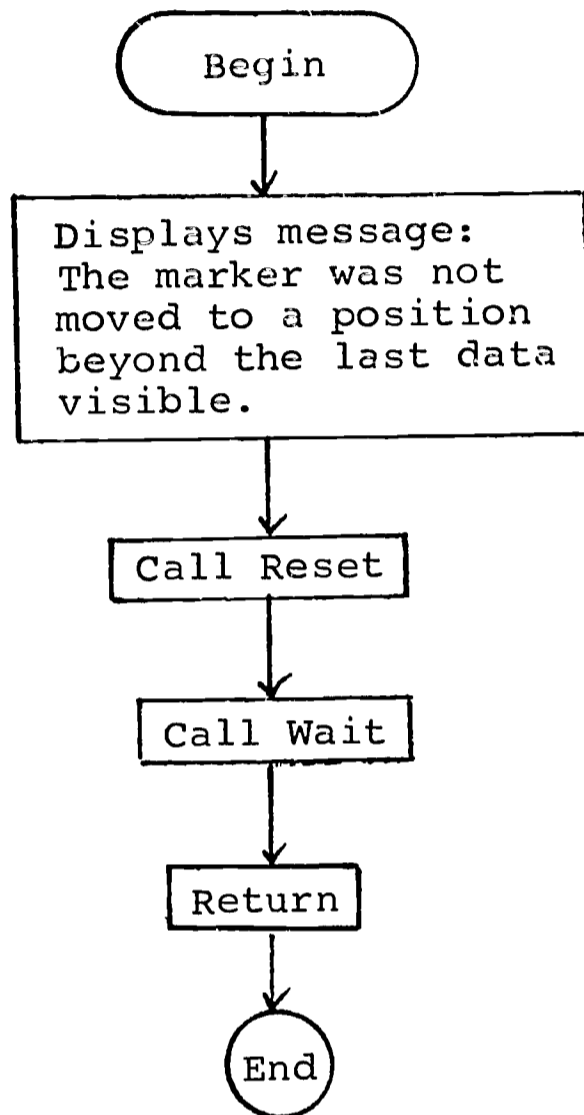 Begin
Displays message:
The marker was not
moved to a position
beyond the last data
visible.
Call Reset
Call Wait
Return
End